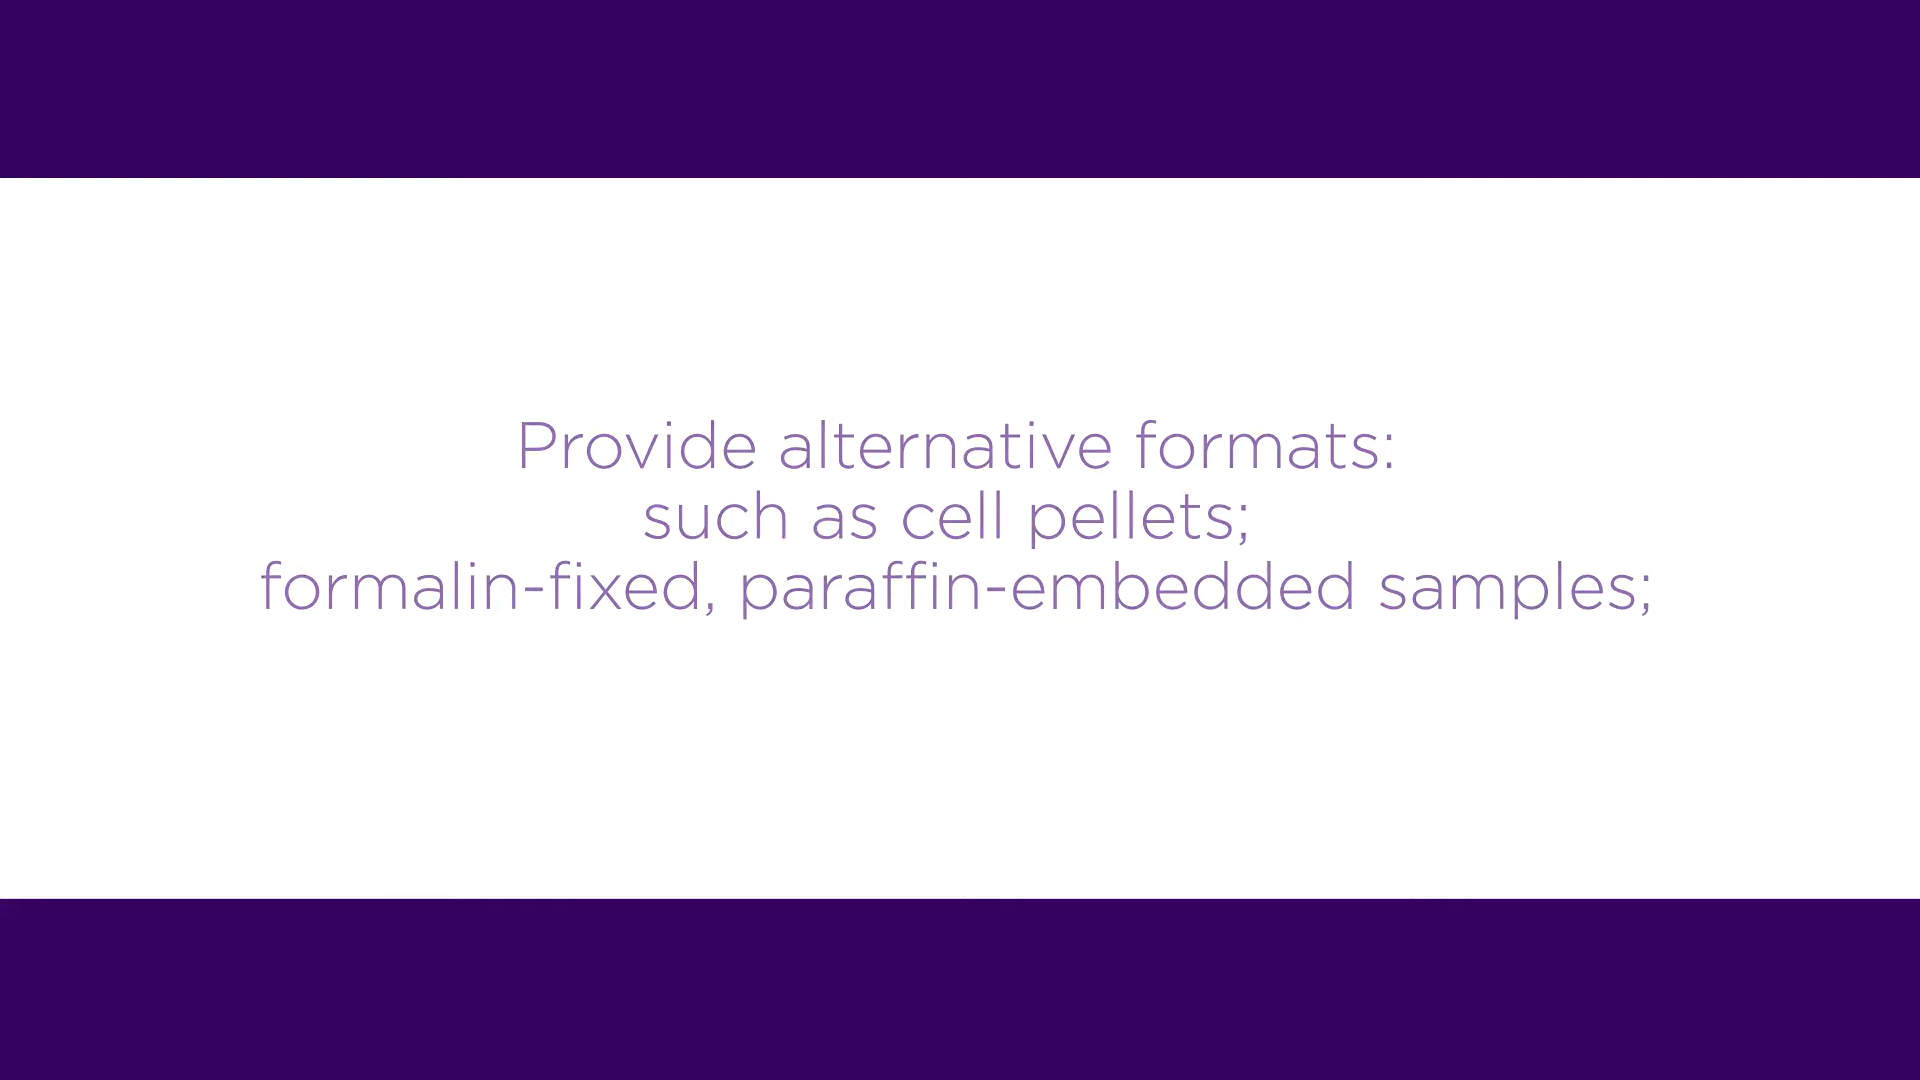 Provide alternative formats:
such as cell pellets;
formalin-fixed, paraffin-embedded samples;